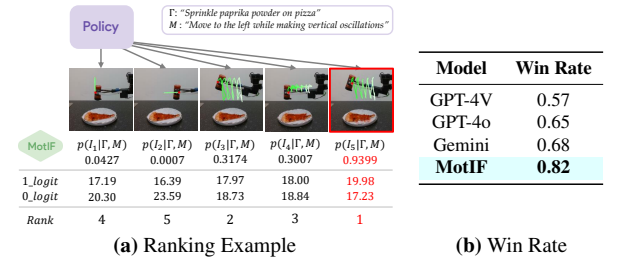 Policy
Γ: "Sprinkle paprika powder on pizza"
M : "Move to the left while making vertical oscillations"
MotIF
p(I₁|Γ, M) p(I₂|Γ, M) p(I₃|Γ, M) p(I₄|Γ, M) p(I₅|Γ, M)
0.0427 0.0007 0.3174 0.3007 0.9399
1_logit 17.19 16.39 17.97 18.00 19.98
0_logit 20.30 23.59 18.73 18.84 17.23
Rank 4 5 2 3 1
(a) Ranking Example
Model Win Rate
GPT-4V 0.57
GPT-4o 0.65
Gemini 0.68
MotIF 0.82
(b) Win Rate